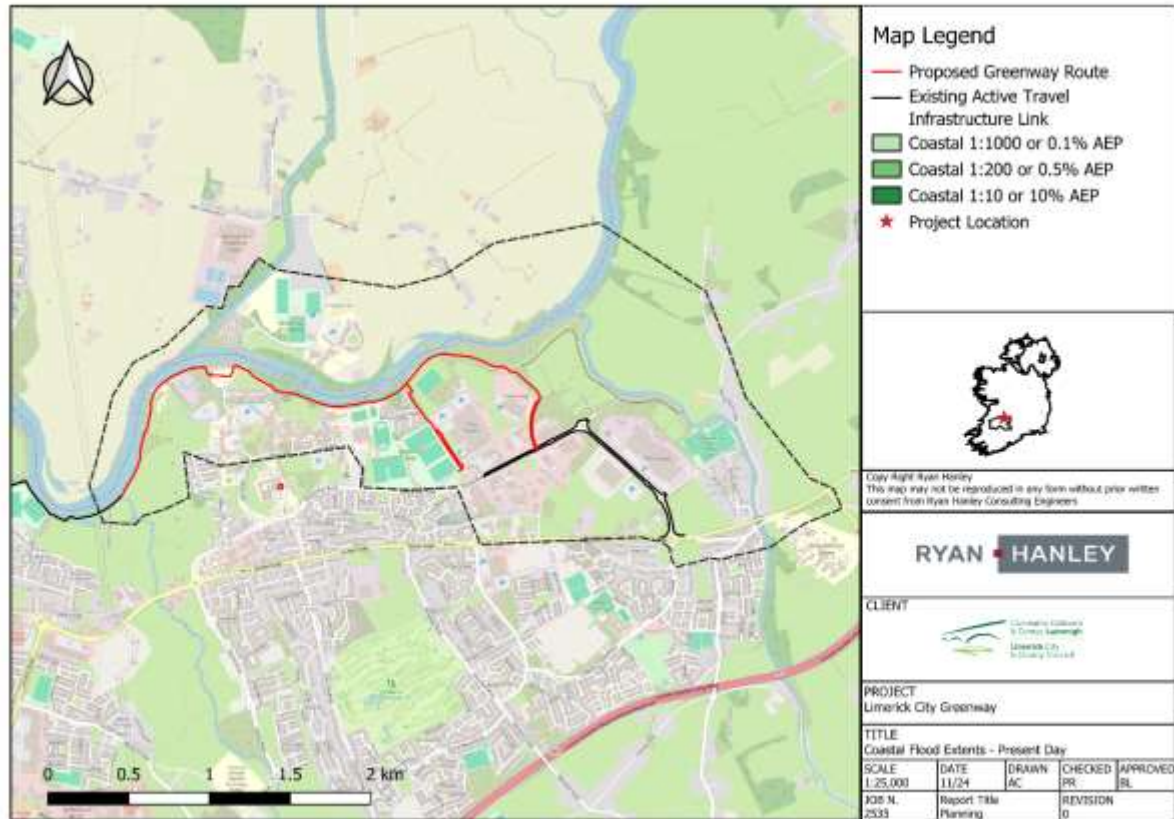 Map Legend
Proposed Greenway Route
Existing Active Travel
Infrastructure Link
Coastal 1:1000 or 0.1% AEP
Coastal 1:200 or 0.5% AEP
Coastal 1:10 or 10% AEP
Project Location
Copy Right Ryan Hanley
This map may not be reproduced in any form without prior written
consent from Ryan Hanley Consulting Engineers
RYAN HANLEY
CLIENT
Limerick City
& County Council
PROJECT
Limerick City Greenway
TITLE
Coastal Flood Extents - Present Day
SCALE DATE DRAWN CHECKED APPROVED
1:25,000 11/24 AC PR BL
JOB N. Report Title REVISION
2533 Planning 0
0 0.5 1 1.5 2 km